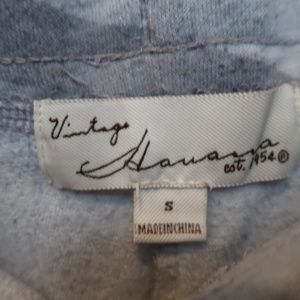 Vintage
Havana
est. 1954®
S
MADE IN CHINA